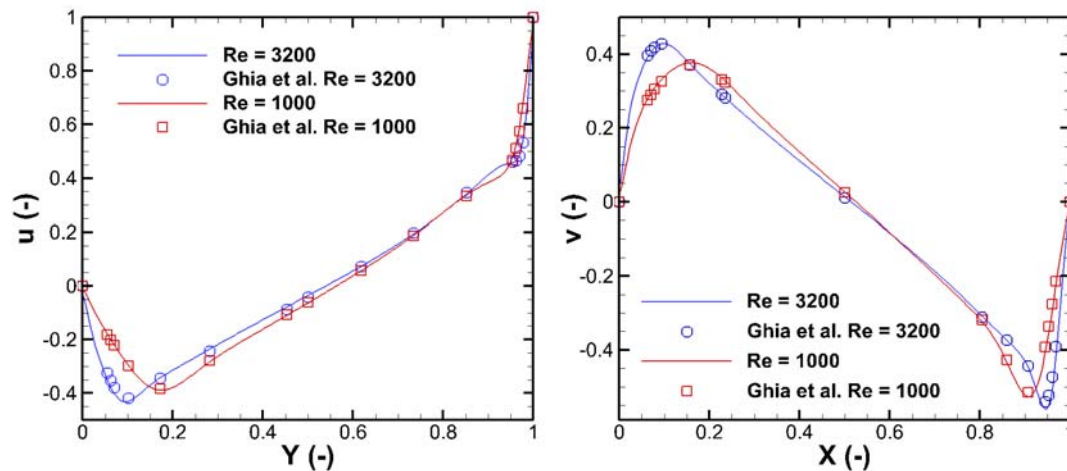 1
0.8
0.6
0.4
0.2
0
-0.2
-0.4
u (-)
Re = 3200
Ghia et al. Re = 3200
Re = 1000
Ghia et al. Re = 1000
0 0.2 0.4 0.6 0.8 1
Y (-)
0.4
0.2
0
-0.2
-0.4
v (-)
Re = 3200
Ghia et al. Re = 3200
Re = 1000
Ghia et al. Re = 1000
0 0.2 0.4 0.6 0.8 1
X (-)